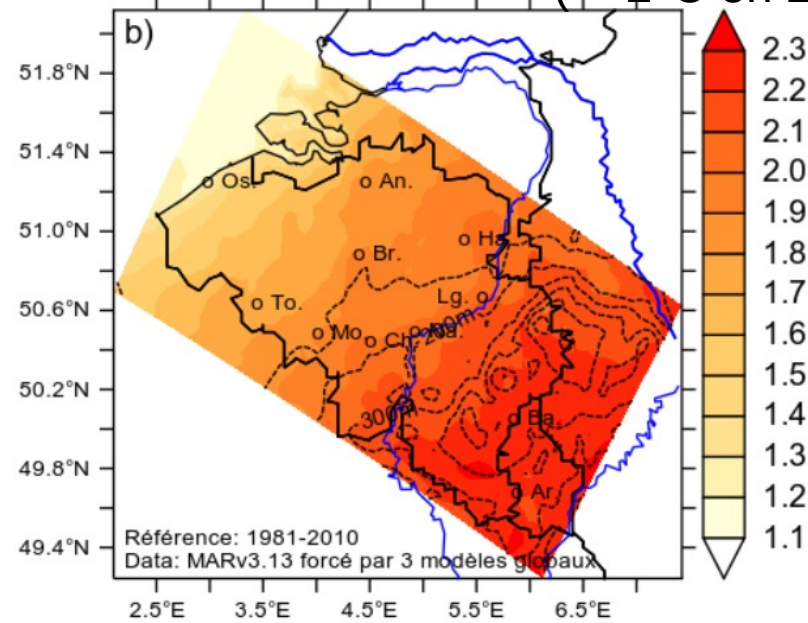 b)
51.8°N
51.4°N
51.0°N
50.6°N
50.2°N
49.8°N
49.4°N
Os.
An.
Ha.
Br.
Lg.
To.
Mo.
Ch.
Na.
200m
300m
Ba.
Ar.
Référence: 1981-2010
Data: MARv3.13 forcé par 3 modèles globaux
2.5°E 3.5°E 4.5°E 5.5°E 6.5°E
2.3
2.2
2.1
2.0
1.9
1.8
1.7
1.6
1.5
1.4
1.3
1.2
1.1